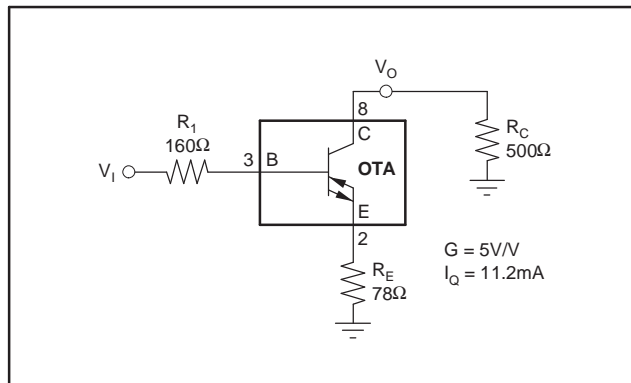 V_O
8
R_1
160Ω
V_I
3 B
C
OTA
E
2
R_C
500Ω
R_E
78Ω
G = 5V/V
I_Q = 11.2mA